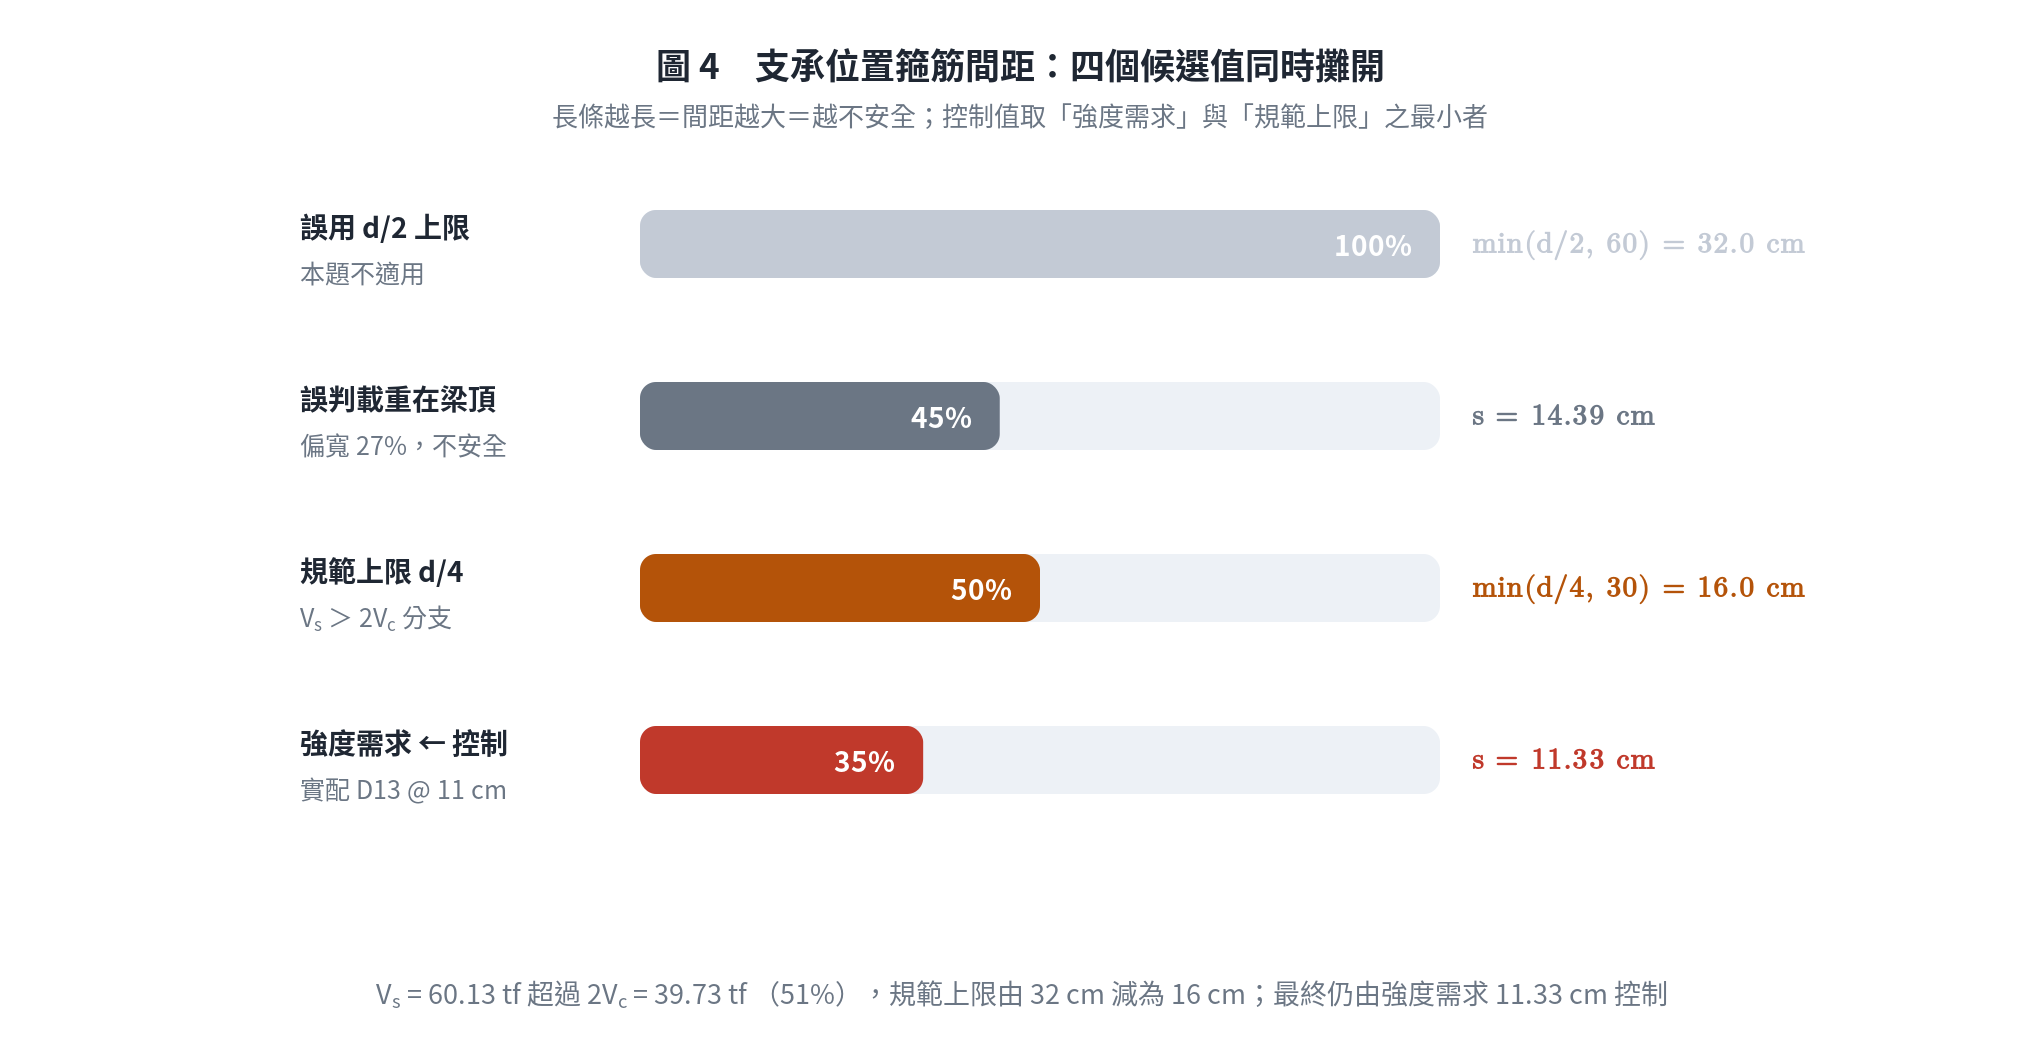 圖 4　支承位置箍筋間距：四個候選值同時攤開
長條越長＝間距越大＝越不安全；控制值取「強度需求」與「規範上限」之最小者
誤用 d/2 上限
本題不適用
100%
min(d/2, 60) = 32.0 cm
誤判載重在梁頂
偏寬 27%，不安全
45%
s = 14.39 cm
規範上限 d/4
Vs ＞ 2Vc 分支
50%
min(d/4, 30) = 16.0 cm
強度需求 ← 控制
實配 D13 @ 11 cm
35%
s = 11.33 cm
Vs = 60.13 tf 超過 2Vc = 39.73 tf （51%），規範上限由 32 cm 減為 16 cm；最終仍由強度需求 11.33 cm 控制